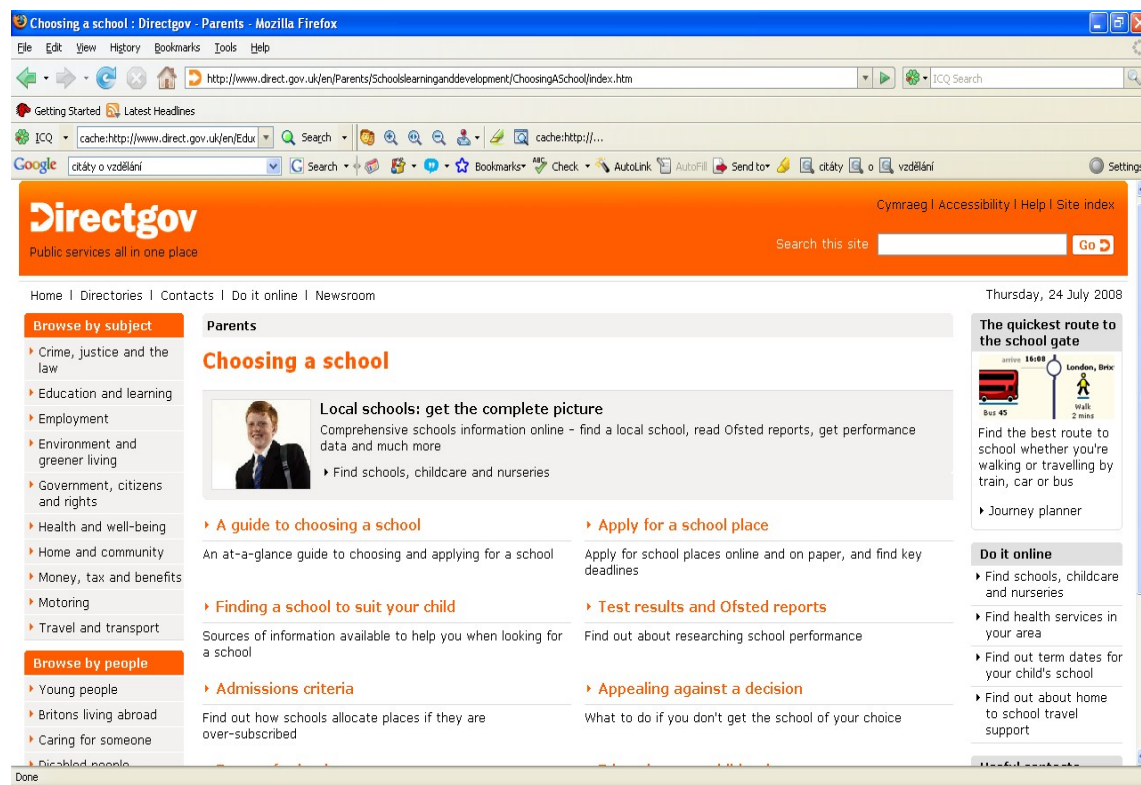 Choosing a school : Directgov - Parents - Mozilla Firefox
File Edit View History Bookmarks Tools Help
http://www.direct.gov.uk/en/Parents/Schoolslearninganddevelopment/ChoosingASchool/index.htm ICQ Search
Getting Started Latest Headlines
ICQ cache:http://www.direct.gov.uk/en/Edu Search cache:http://...
Google citáty o vzdělání G Search Bookmarks Check AutoLink AutoFill Send to citáty o vzdělání Settings
Directgov
Public services all in one place
Cymraeg | Accessibility | Help | Site index
Search this site Go
Home | Directories | Contacts | Do it online | Newsroom
Thursday, 24 July 2008
Browse by subject
Crime, justice and the
law
Education and learning
Employment
Environment and
greener living
Government, citizens
and rights
Health and well-being
Home and community
Money, tax and benefits
Motoring
Travel and transport
Browse by people
Young people
Britons living abroad
Caring for someone
Disabled people
Parents
Choosing a school
Local schools: get the complete picture
Comprehensive schools information online - find a local school, read Ofsted reports, get performance
data and much more
Find schools, childcare and nurseries
A guide to choosing a school
An at-a-glance guide to choosing and applying for a school
Apply for a school place
Apply for school places online and on paper, and find key
deadlines
Finding a school to suit your child
Sources of information available to help you when looking for
a school
Test results and Ofsted reports
Find out about researching school performance
Admissions criteria
Find out how schools allocate places if they are
over-subscribed
Appealing against a decision
What to do if you don't get the school of your choice
The quickest route to
the school gate
arrive 16:08
London, Brix
Bus 45
Walk
2 mins
Find the best route to
school whether you're
walking or travelling by
train, car or bus
Journey planner
Do it online
Find schools, childcare
and nurseries
Find health services in
your area
Find out term dates for
your child's school
Find out about home
to school travel
support
Useful contacts
Done